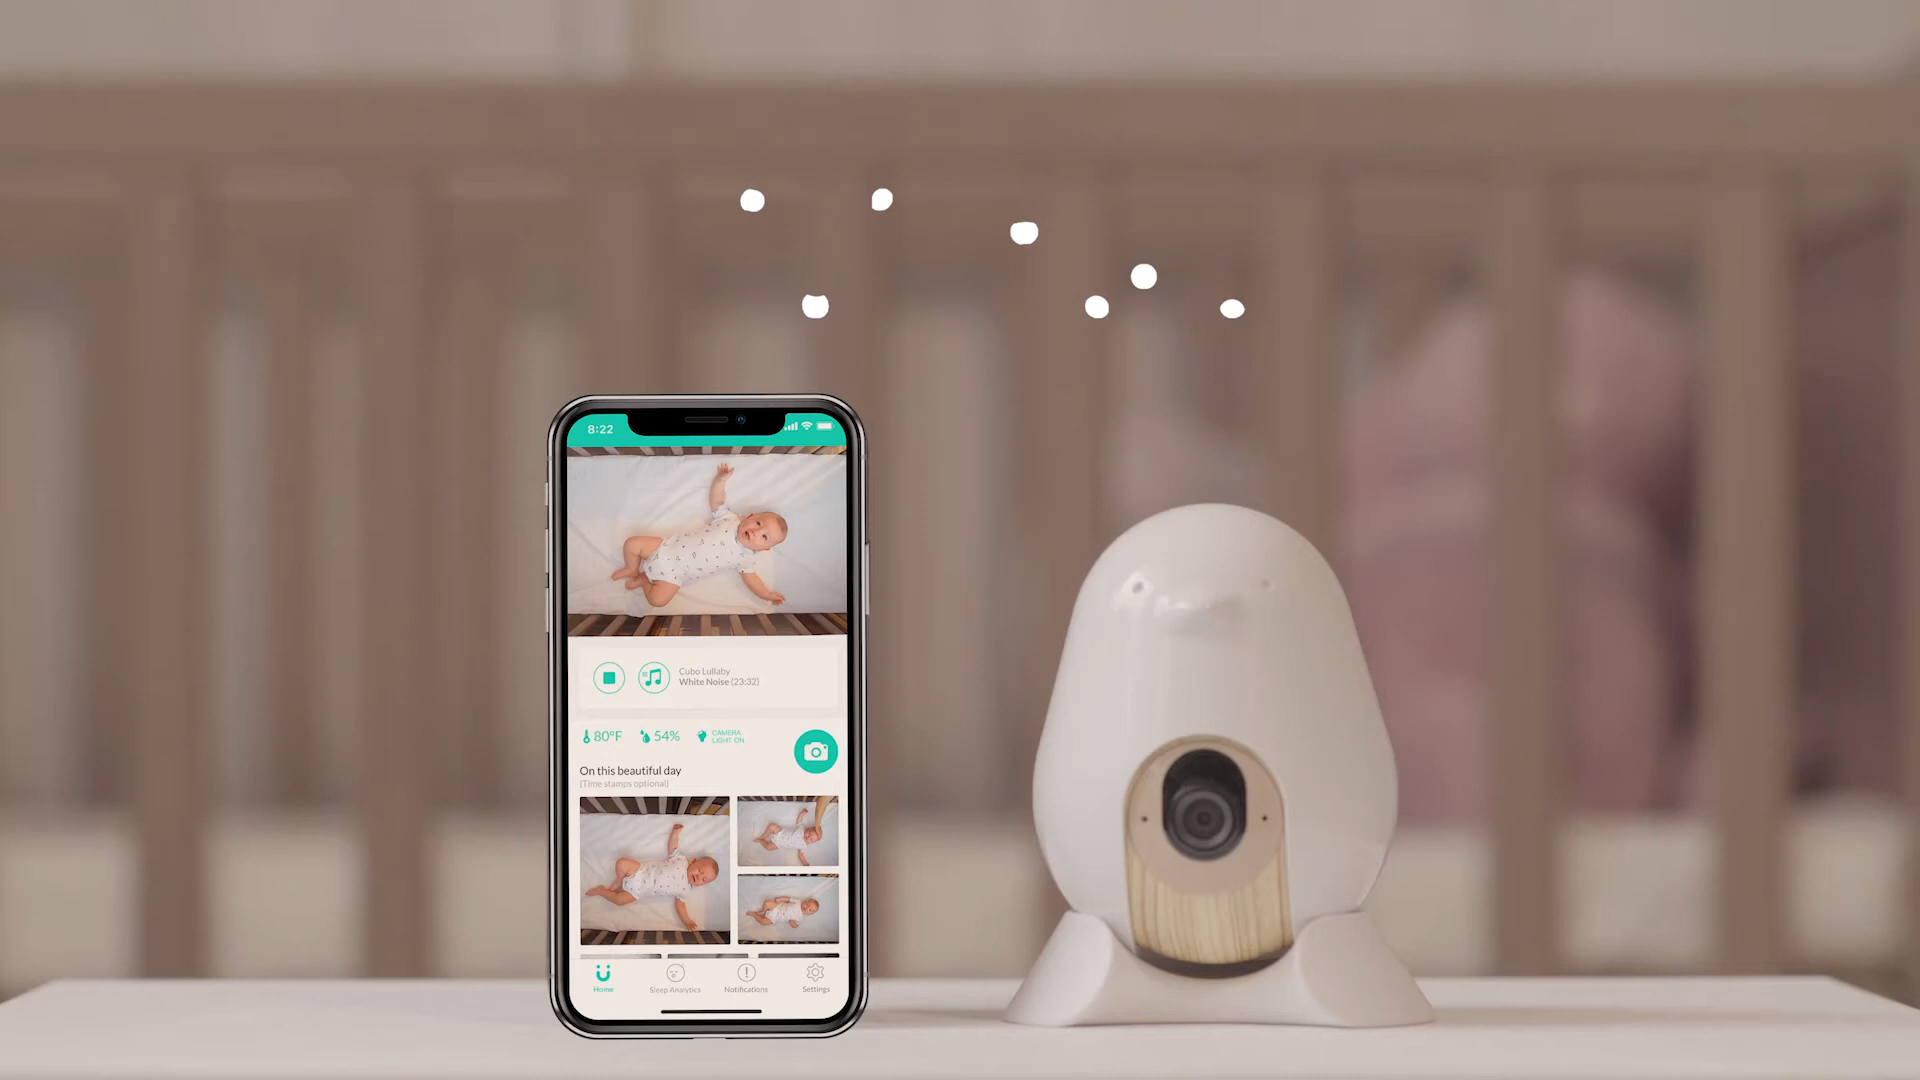 8:22
Cubo Lullaby
White Noise (23:32)
80°F
54%
CAMERA
LIGHT ON
On this beautiful day
[Time stamps optional]
Home
Sleep Analytics
Notifications
Settings